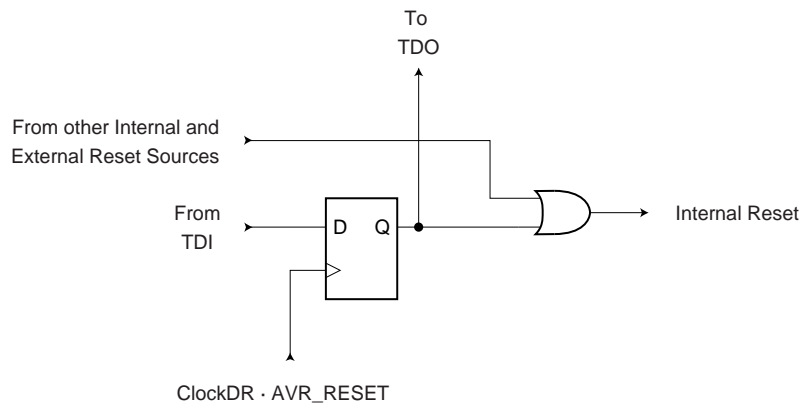 To
TDO
From other Internal and
External Reset Sources
From
TDI
D
Q
Internal Reset
ClockDR · AVR_RESET